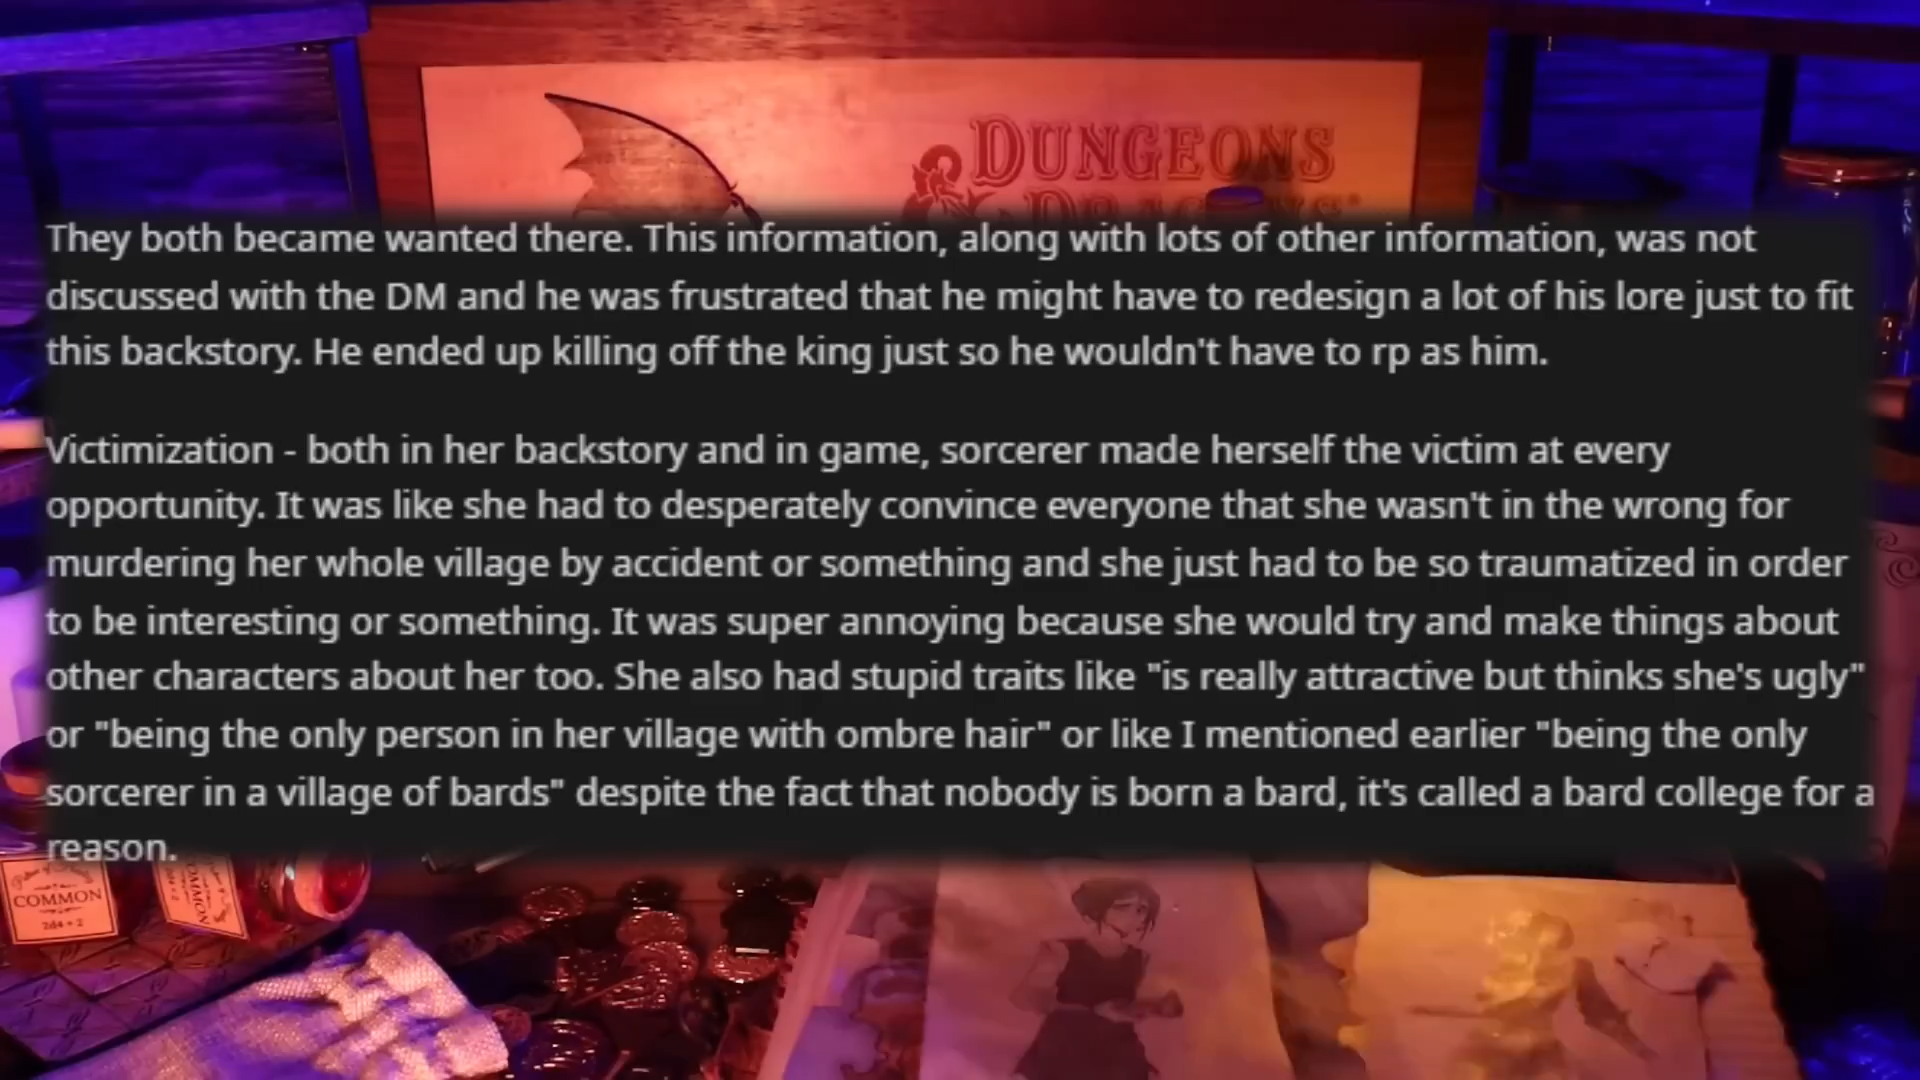 DUNGEONS
DRAGONS
They both became wanted there. This information, along with lots of other information, was not
discussed with the DM and he was frustrated that he might have to redesign a lot of his lore just to fit
this backstory. He ended up killing off the king just so he wouldn't have to rp as him.
Victimization - both in her backstory and in game, sorcerer made herself the victim at every
opportunity. It was like she had to desperately convince everyone that she wasn't in the wrong for
murdering her whole village by accident or something and she just had to be so traumatized in order
to be interesting or something. It was super annoying because she would try and make things about
other characters about her too. She also had stupid traits like "is really attractive but thinks she's ugly"
or "being the only person in her village with ombre hair" or like I mentioned earlier "being the only
sorcerer in a village of bards" despite the fact that nobody is born a bard, it's called a bard college for a
reason.
COMMON
2d4+2